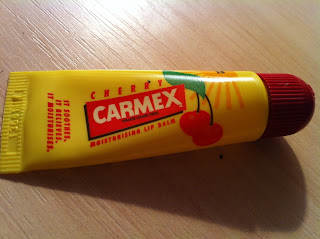 CHERRY
CARMEX
MOISTURISING LIP BALM
IT SOOTHES.
IT RELIEVES.
IT MOISTURISES.